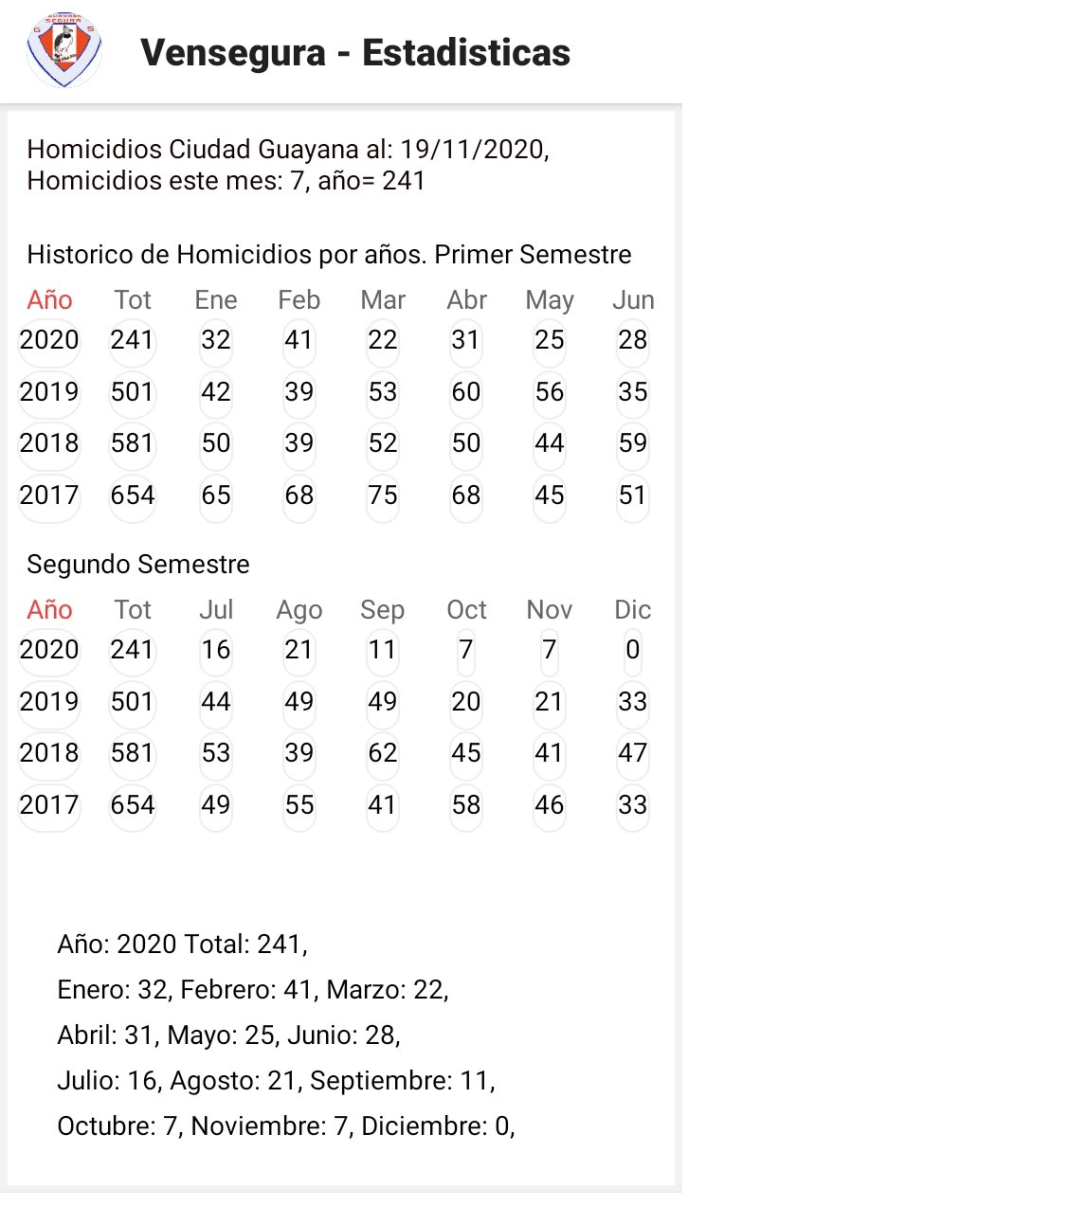 GUAYANA
SEGURA
G S
Vensegura - Estadisticas
Homicidios Ciudad Guayana al: 19/11/2020,
Homicidios este mes: 7, año= 241
Historico de Homicidios por años. Primer Semestre
Año Tot Ene Feb Mar Abr May Jun
2020 241 32 41 22 31 25 28
2019 501 42 39 53 60 56 35
2018 581 50 39 52 50 44 59
2017 654 65 68 75 68 45 51
Segundo Semestre
Año Tot Jul Ago Sep Oct Nov Dic
2020 241 16 21 11 7 7 0
2019 501 44 49 49 20 21 33
2018 581 53 39 62 45 41 47
2017 654 49 55 41 58 46 33
Año: 2020 Total: 241,
Enero: 32, Febrero: 41, Marzo: 22,
Abril: 31, Mayo: 25, Junio: 28,
Julio: 16, Agosto: 21, Septiembre: 11,
Octubre: 7, Noviembre: 7, Diciembre: 0,